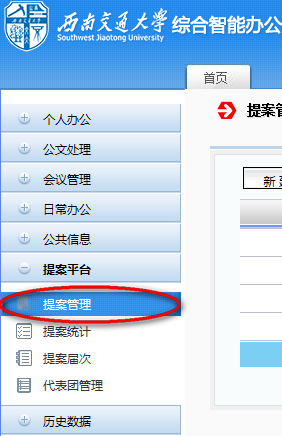 西南交通大学 综合智能办公
Southwest Jiaotong University
首页
个人办公
提案管
公文处理
会议管理
新 建
日常办公
公共信息
提案平台
提案管理
提案统计
提案届次
代表团管理
历史数据